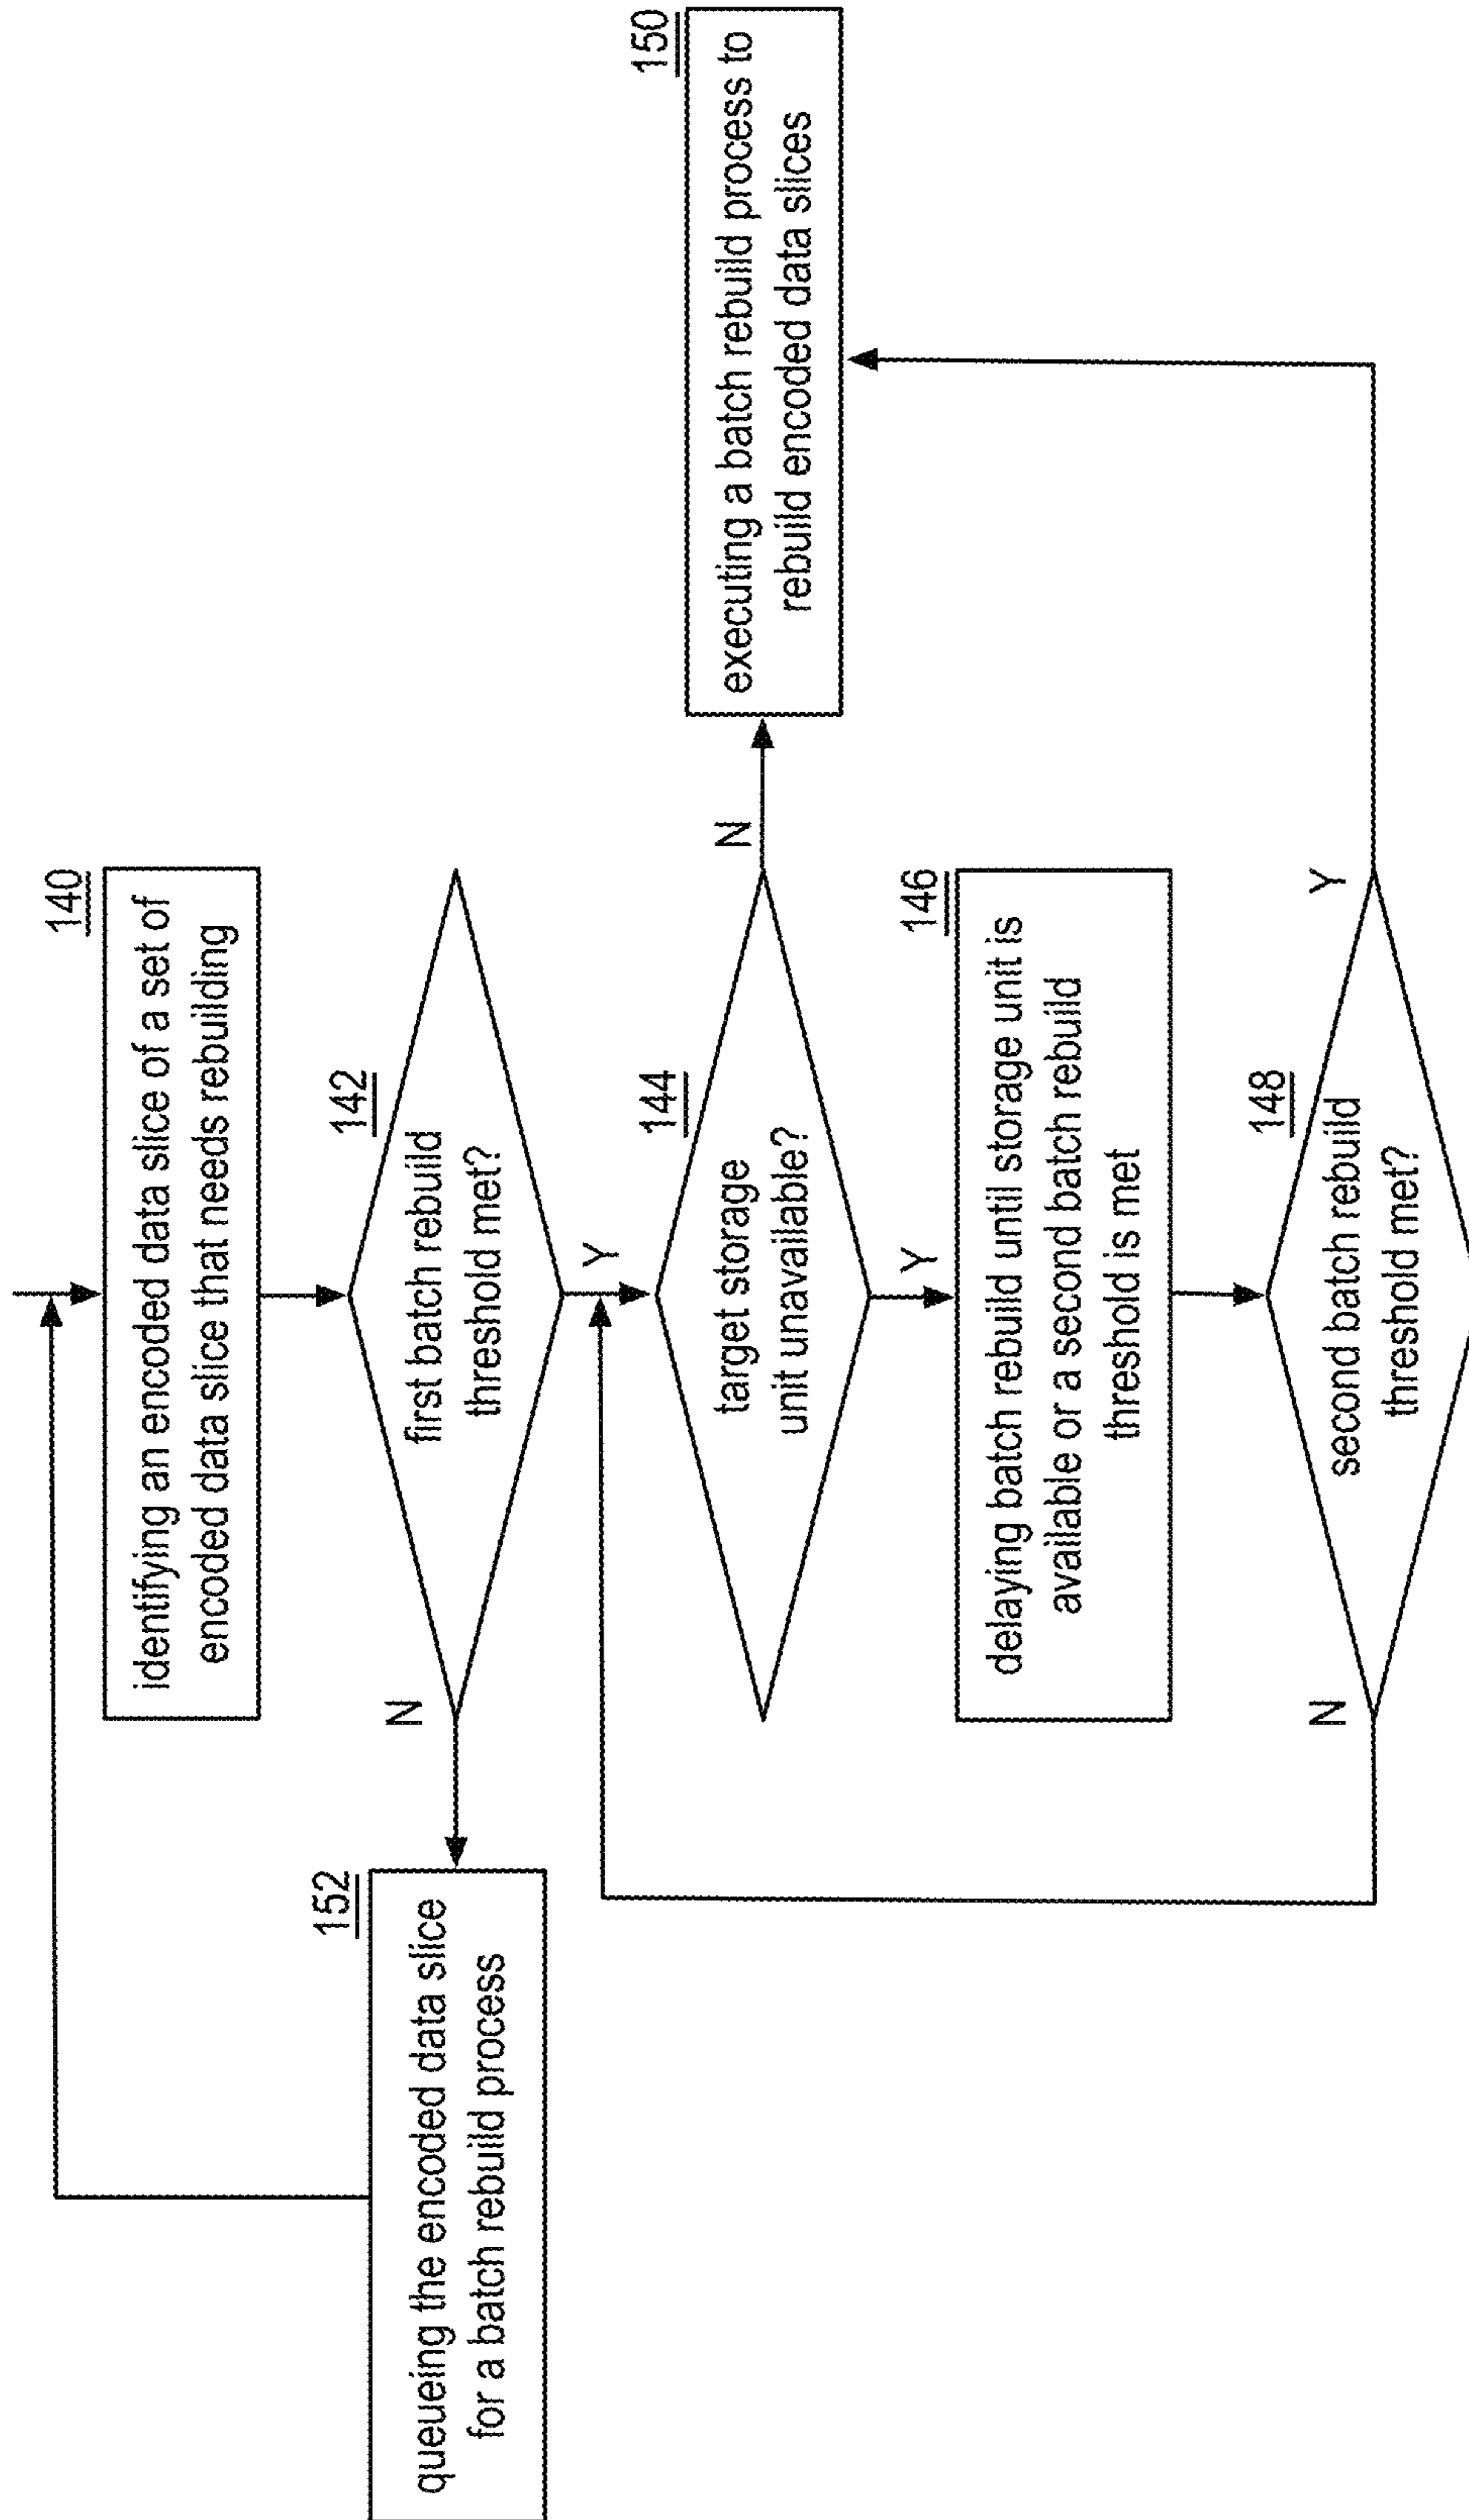 140
identifying an encoded data slice of a set of
encoded data slice that needs rebuilding
142
first batch rebuild
threshold met?
N
Y
152
queueing the encoded data slice
for a batch rebuild process
144
target storage
unit unavailable?
N
Y
150
executing a batch rebuild process to
rebuild encoded data slices
146
delaying batch rebuild until storage unit is
available or a second batch rebuild
threshold is met
148
second batch rebuild
threshold met?
N
Y